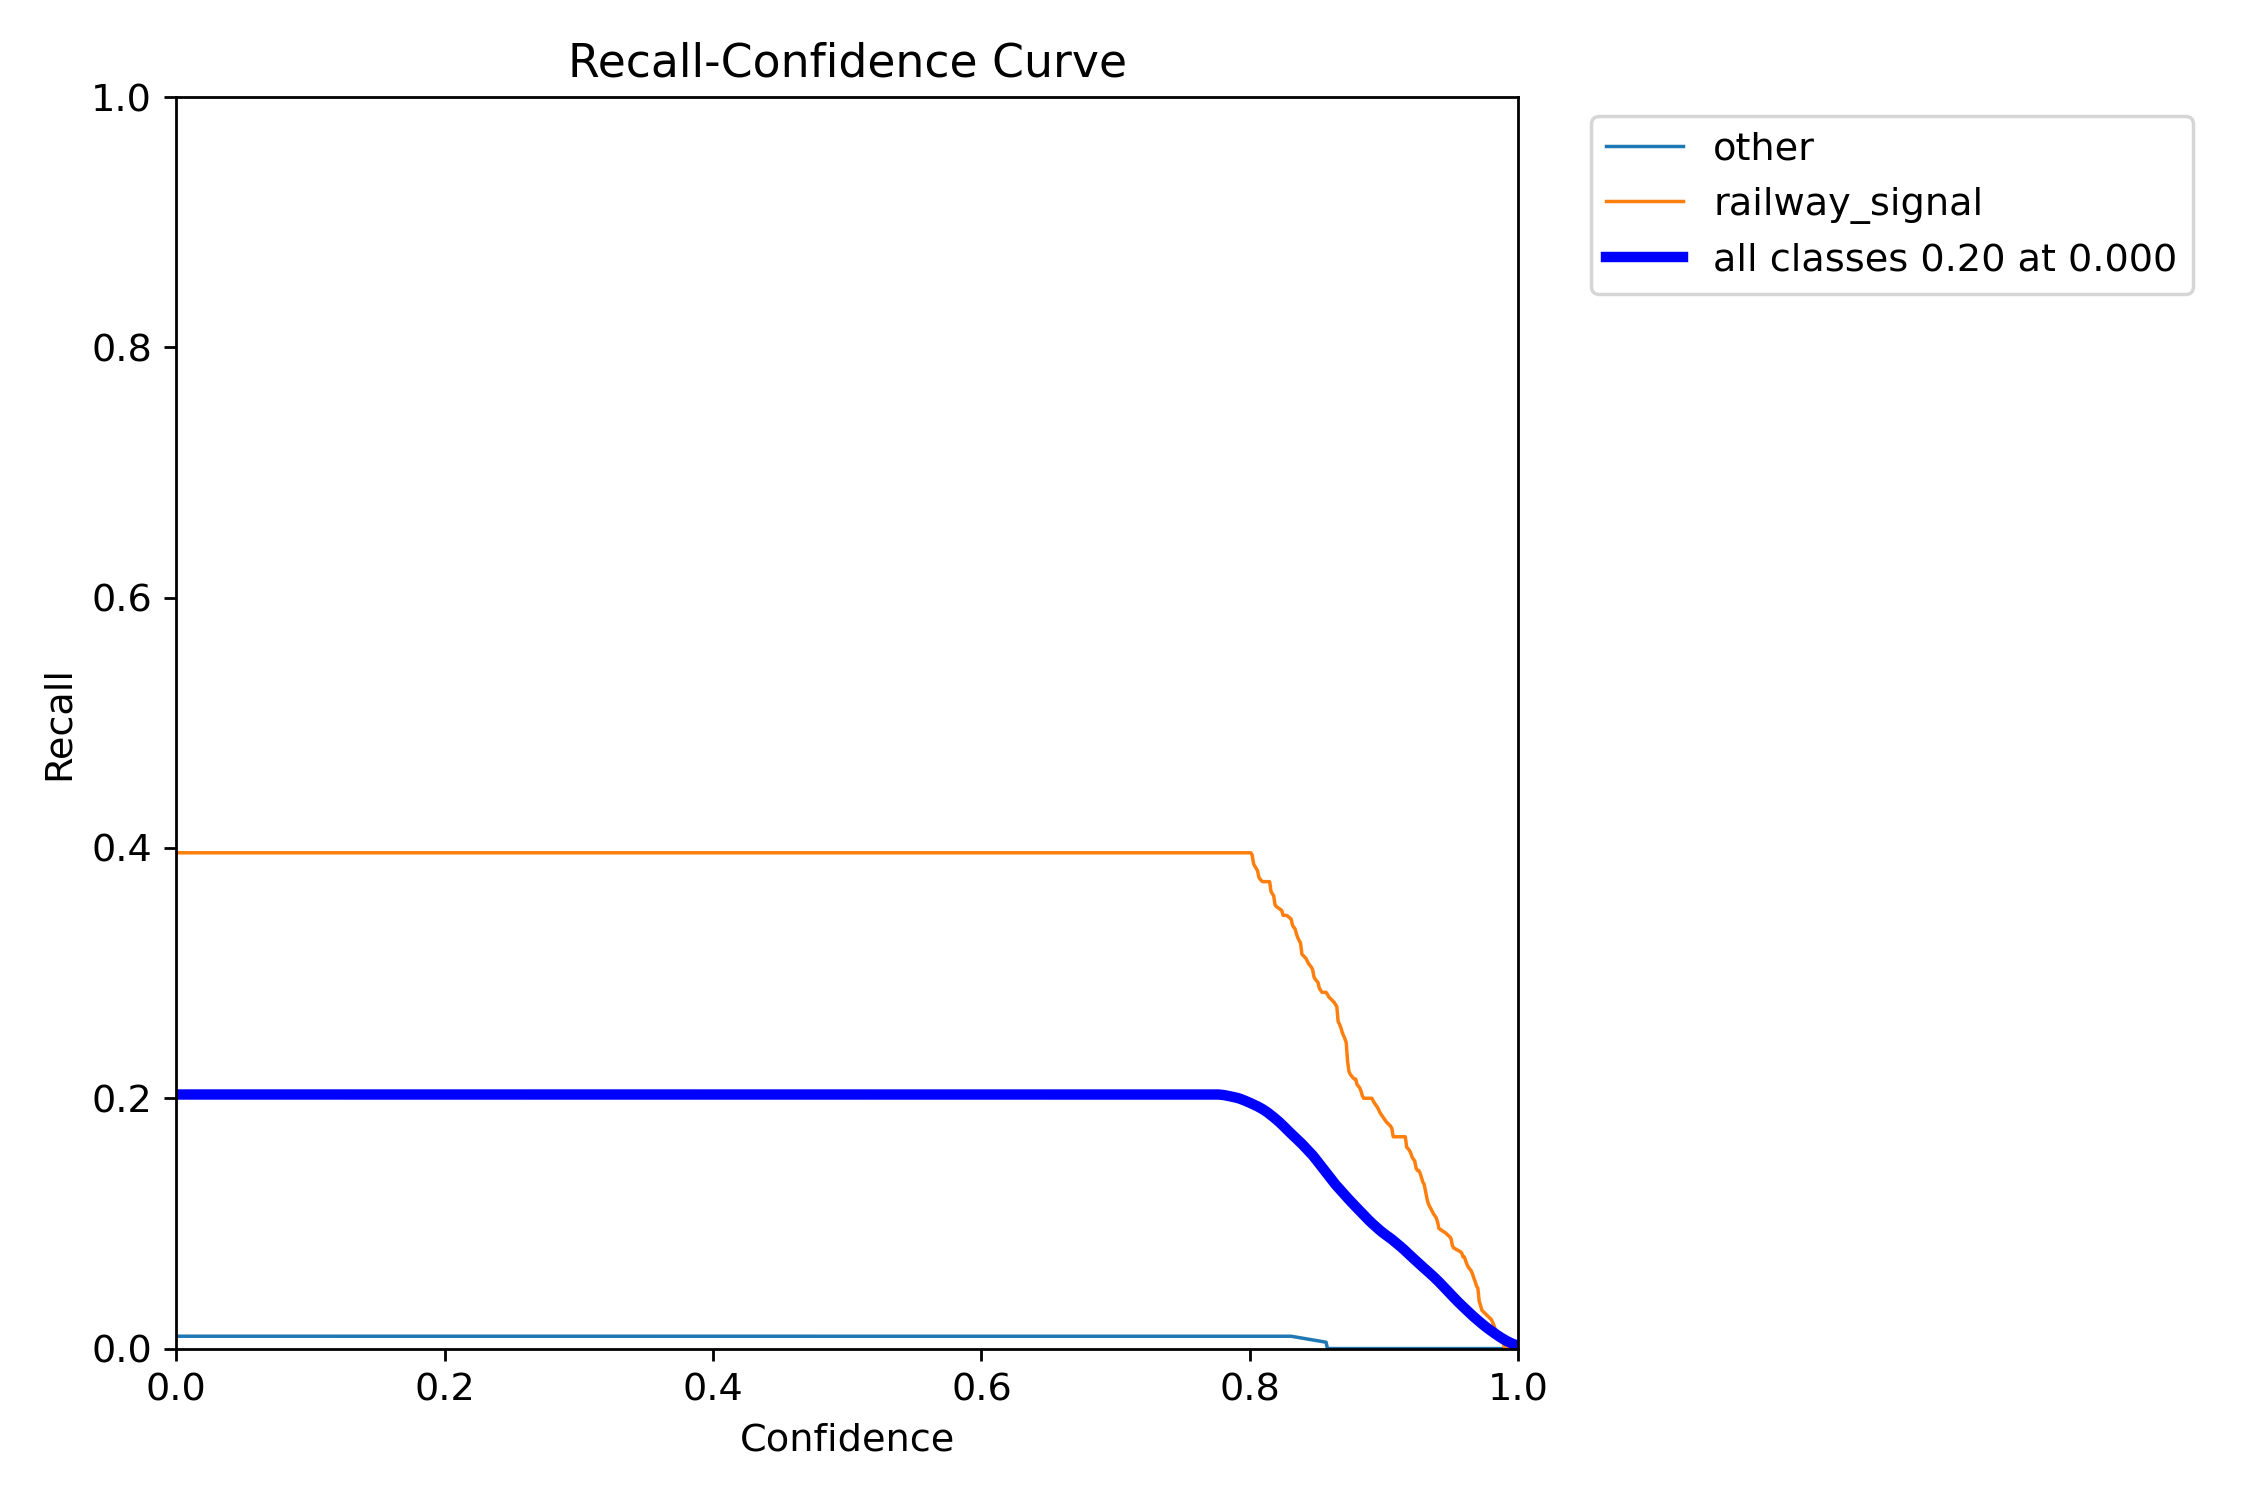 Recall-Confidence Curve
1.0
0.8
0.6
0.4
0.2
0.0
Recall
0.0 0.2 0.4 0.6 0.8 1.0
Confidence
other
railway_signal
all classes 0.20 at 0.000